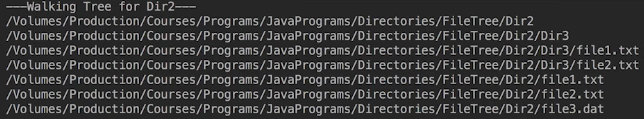 ———Walking Tree for Dir2———
/Volumes/Production/Courses/Programs/JavaPrograms/Directories/FileTree/Dir2
/Volumes/Production/Courses/Programs/JavaPrograms/Directories/FileTree/Dir2/Dir3
/Volumes/Production/Courses/Programs/JavaPrograms/Directories/FileTree/Dir2/Dir3/file1.txt
/Volumes/Production/Courses/Programs/JavaPrograms/Directories/FileTree/Dir2/Dir3/file2.txt
/Volumes/Production/Courses/Programs/JavaPrograms/Directories/FileTree/Dir2/file1.txt
/Volumes/Production/Courses/Programs/JavaPrograms/Directories/FileTree/Dir2/file2.txt
/Volumes/Production/Courses/Programs/JavaPrograms/Directories/FileTree/Dir2/file3.dat